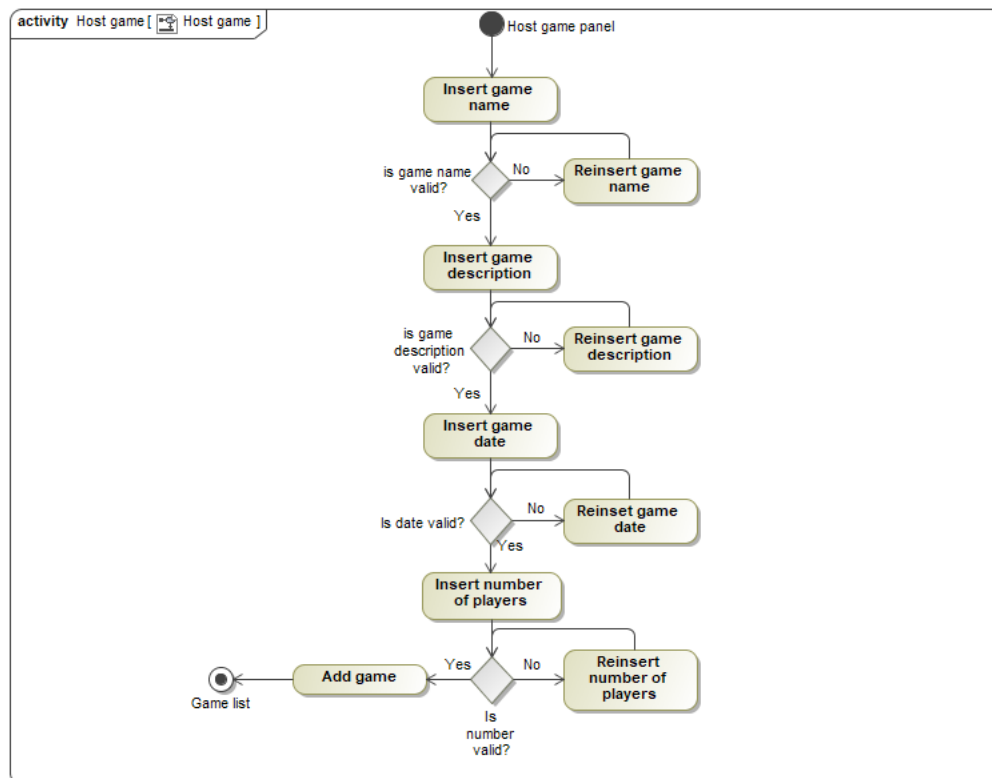 activity Host game [ Host game ]
Host game panel
Insert game
name
is game name
valid?
No
Reinsert game
name
Yes
Insert game
description
is game
description
valid?
No
Reinsert game
description
Yes
Insert game
date
Is date valid?
No
Reinset game
date
Yes
Insert number
of players
Game list
Add game
Yes
No
Reinsert
number of
players
Is
number
valid?